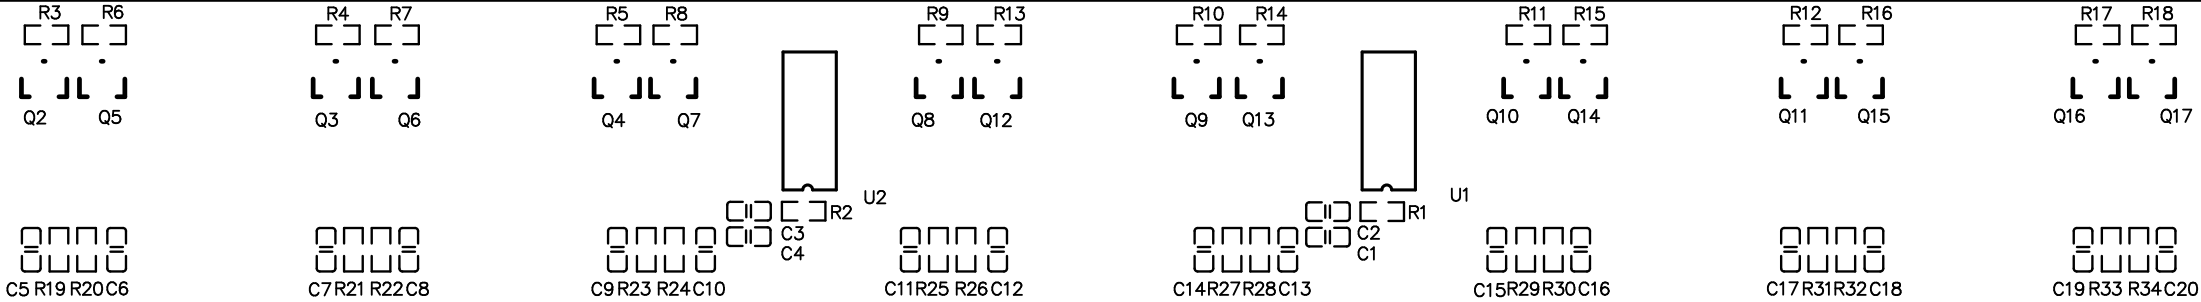 R3 R6 R4 R7 R5 R8 R9 R13 R10 R14 R11 R15 R12 R16 R17 R18
Q2 Q5 Q3 Q6 Q4 Q7 Q8 Q12 Q9 Q13 Q10 Q14 Q11 Q15 Q16 Q17
U2 U1
R2 R1
C3 C2
C4 C1
C5 R19 R20 C6 C7 R21 R22 C8 C9 R23 R24 C10 C11 R25 R26 C12 C14 R27 R28 C13 C15 R29 R30 C16 C17 R31 R32 C18 C19 R33 R34 C20